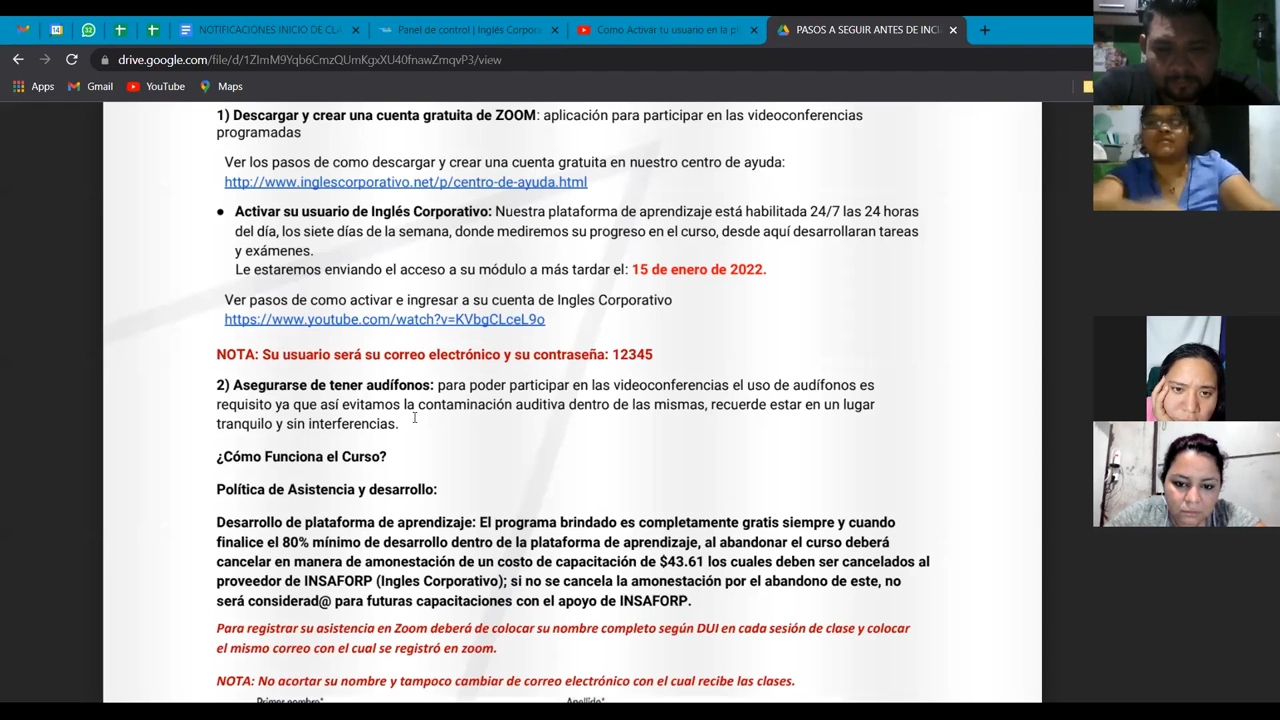 NOTIFICACIONES INICIO DE CLA
Panel de control | Inglés Corpora
Como Activar tu usuario en la p
PASOS A SEGUIR ANTES DE INC
drive.google.com/file/d/1ZImM9Yqb6CmzQUmKgxXU40fnawZmqvP3/view
Apps Gmail YouTube Maps
1) Descargar y crear una cuenta gratuita de ZOOM: aplicación para participar en las videoconferencias
programadas
Ver los pasos de como descargar y crear una cuenta gratuita en nuestro centro de ayuda:
http://www.inglescorporativo.net/p/centro-de-ayuda.html
● Activar su usuario de Inglés Corporativo: Nuestra plataforma de aprendizaje está habilitada 24/7 las 24 horas
del día, los siete días de la semana, donde mediremos su progreso en el curso, desde aquí desarrollaran tareas
y exámenes.
Le estaremos enviando el acceso a su módulo a más tardar el: 15 de enero de 2022.
Ver pasos de como activar e ingresar a su cuenta de Ingles Corporativo
https://www.youtube.com/watch?v=KVbgCLceL9o
NOTA: Su usuario será su correo electrónico y su contraseña: 12345
2) Asegurarse de tener audífonos: para poder participar en las videoconferencias el uso de audífonos es
requisito ya que así evitamos la contaminación auditiva dentro de las mismas, recuerde estar en un lugar
tranquilo y sin interferencias.
¿Cómo Funciona el Curso?
Política de Asistencia y desarrollo:
Desarrollo de plataforma de aprendizaje: El programa brindado es completamente gratis siempre y cuando
finalice el 80% mínimo de desarrollo dentro de la plataforma de aprendizaje, al abandonar el curso deberá
cancelar en manera de amonestación de un costo de capacitación de $43.61 los cuales deben ser cancelados al
proveedor de INSAFORP (Ingles Corporativo); si no se cancela la amonestación por el abandono de este, no
será considerad@ para futuras capacitaciones con el apoyo de INSAFORP.
Para registrar su asistencia en Zoom deberá de colocar su nombre completo según DUI en cada sesión de clase y colocar
el mismo correo con el cual se registró en zoom.
NOTA: No acortar su nombre y tampoco cambiar de correo electrónico con el cual recibe las clases.
Primer nombre* Apellido*